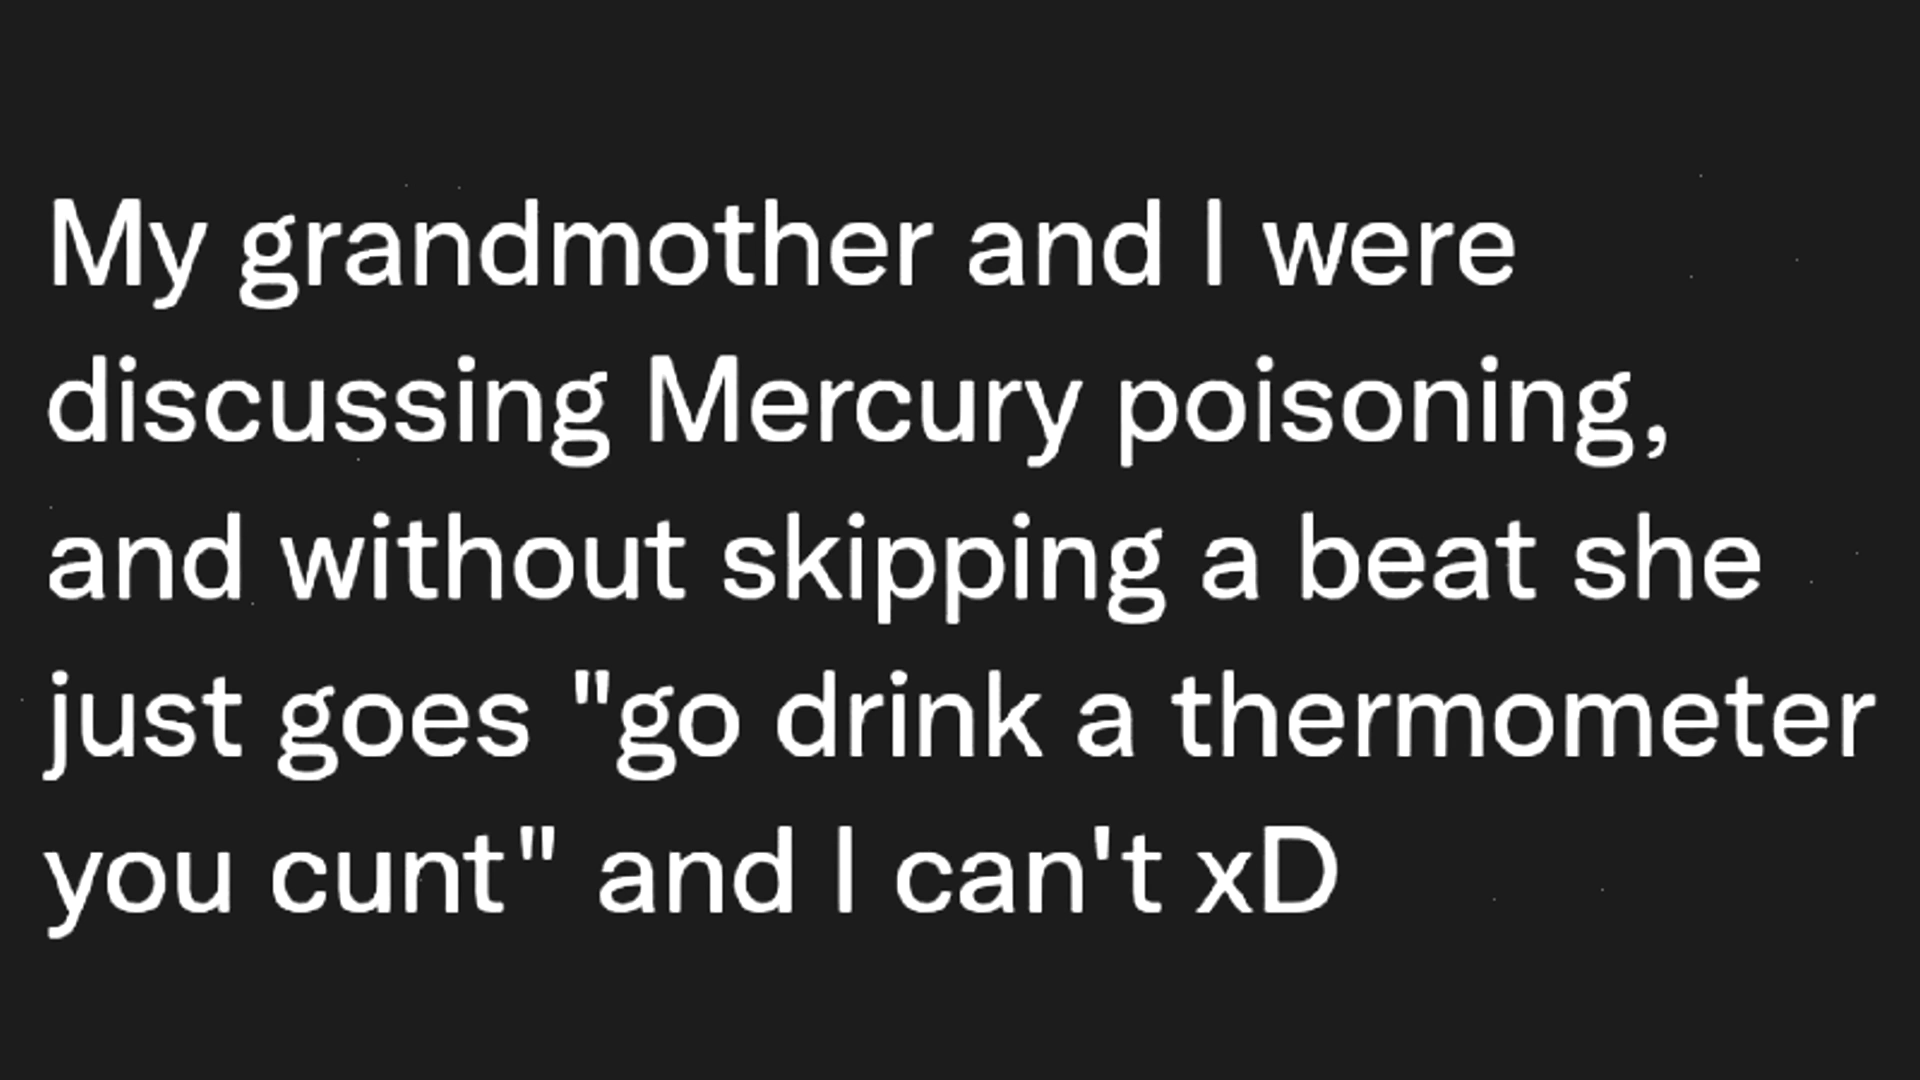 My grandmother and I were
discussing Mercury poisoning,
and without skipping a beat she
just goes "go drink a thermometer
you cunt" and I can't xD